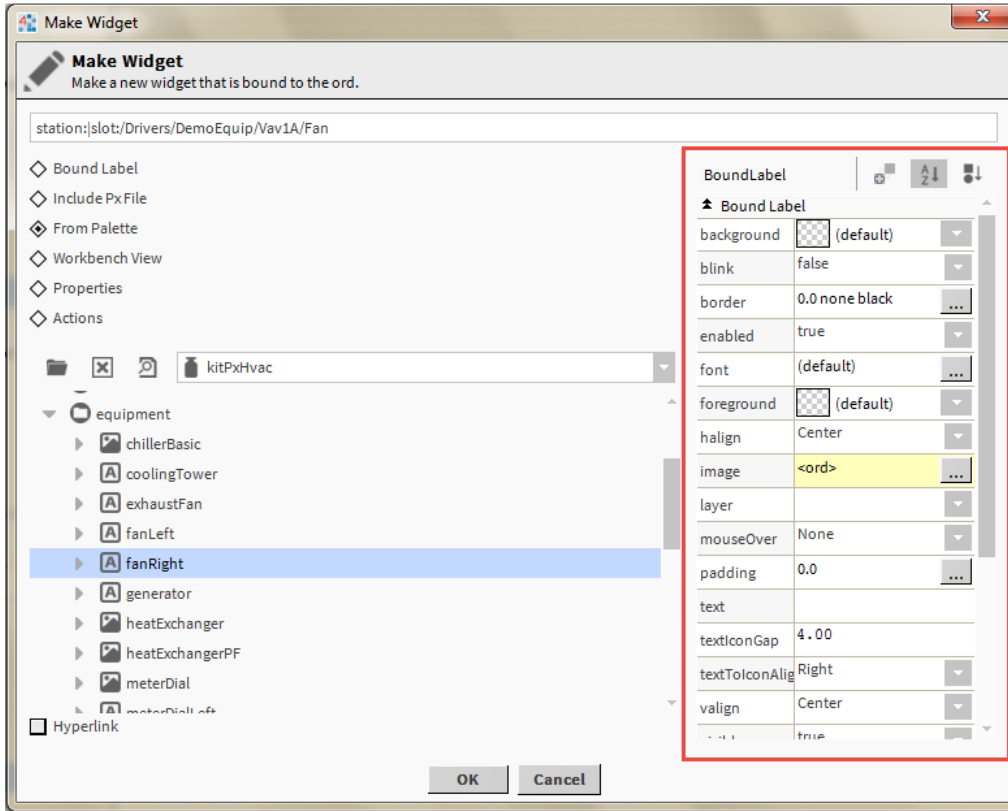 Make Widget
x
Make Widget
Make a new widget that is bound to the ord.
station:|slot:/Drivers/DemoEquip/Vav1A/Fan
Bound Label
Include Px File
From Palette
Workbench View
Properties
Actions
kitPxHvac
equipment
chillerBasic
A coolingTower
A exhaustFan
A fanLeft
A fanRight
A generator
heatExchanger
heatExchangerPF
meterDial
A meterDialLeft
Hyperlink
BoundLabel
Bound Label
background (default)
blink false
border 0.0 none black ...
enabled true
font (default) ...
foreground (default)
halign Center
image <ord> ...
layer
mouseOver None
padding 0.0 ...
text
textIconGap 4.00
textToIconAlig Right
valign Center
true
OK Cancel